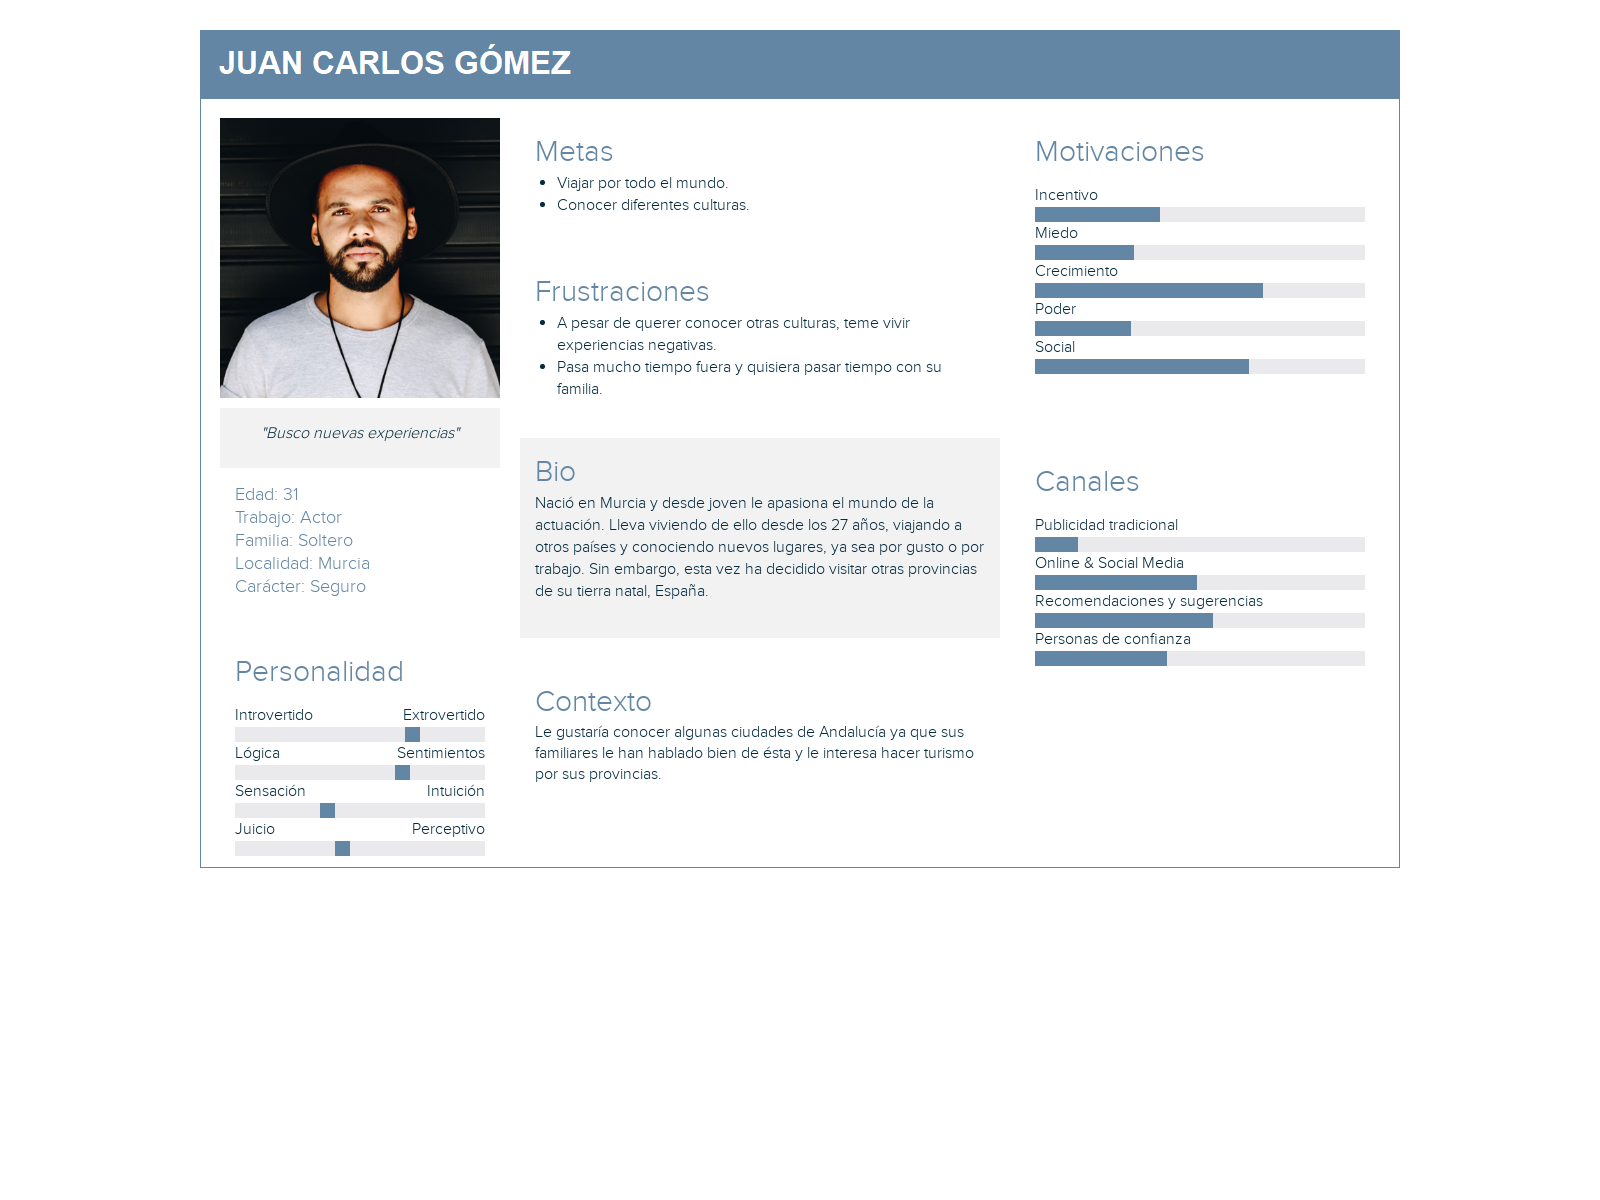 JUAN CARLOS GÓMEZ
"Busco nuevas experiencias"
Edad: 31
Trabajo: Actor
Familia: Soltero
Localidad: Murcia
Carácter: Seguro
Personalidad
Introvertido Extrovertido
Lógica Sentimientos
Sensación Intuición
Juicio Perceptivo
Metas
• Viajar por todo el mundo.
• Conocer diferentes culturas.
Frustraciones
• A pesar de querer conocer otras culturas, teme vivir
experiencias negativas.
• Pasa mucho tiempo fuera y quisiera pasar tiempo con su
familia.
Bio
Nació en Murcia y desde joven le apasiona el mundo de la
actuación. Lleva viviendo de ello desde los 27 años, viajando a
otros países y conociendo nuevos lugares, ya sea por gusto o por
trabajo. Sin embargo, esta vez ha decidido visitar otras provincias
de su tierra natal, España.
Contexto
Le gustaría conocer algunas ciudades de Andalucía ya que sus
familiares le han hablado bien de ésta y le interesa hacer turismo
por sus provincias.
Motivaciones
Incentivo
Miedo
Crecimiento
Poder
Social
Canales
Publicidad tradicional
Online & Social Media
Recomendaciones y sugerencias
Personas de confianza